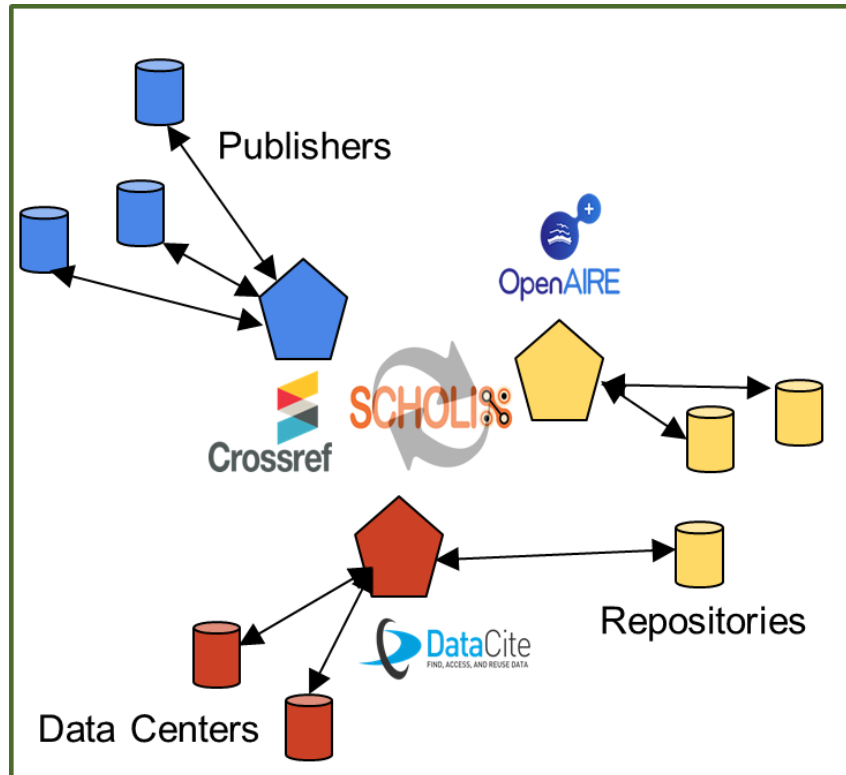 Publishers
OpenAIRE
SCHOLIX
Crossref
Repositories
DataCite
FIND, ACCESS, AND REUSE DATA
Data Centers